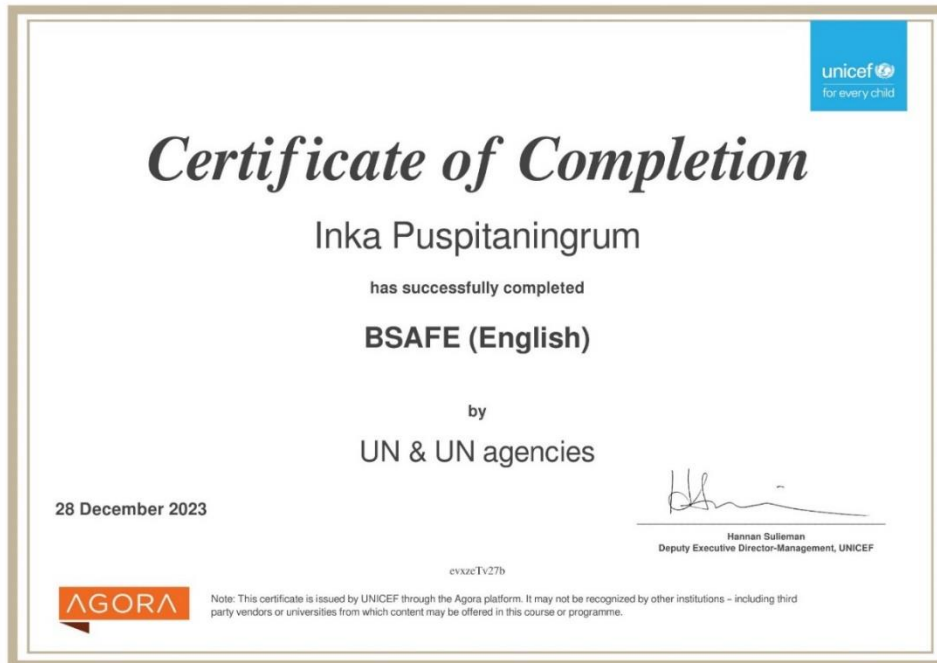 unicef
for every child
Certificate of Completion
Inka Puspitaningrum
has successfully completed
BSAFE (English)
by
UN & UN agencies
28 December 2023
Hannan Sulieman
Deputy Executive Director-Management, UNICEF
evxzeTv27b
AGORA
Note: This certificate is issued by UNICEF through the Agora platform. It may not be recognized by other institutions – including third
party vendors or universities from which content may be offered in this course or programme.